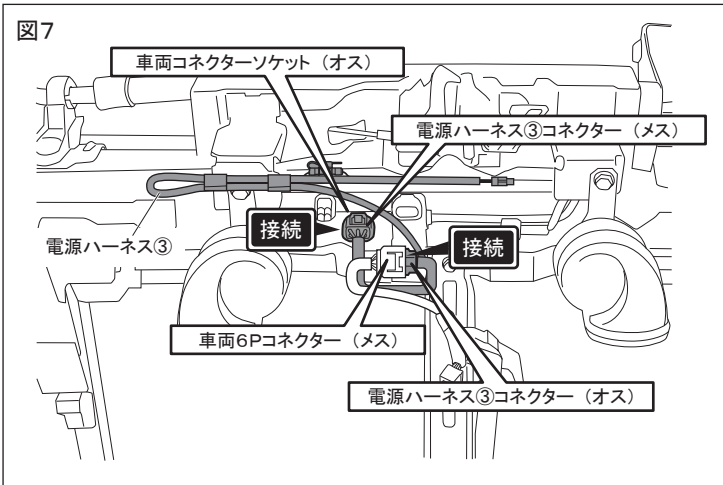 図7
車両コネクターソケット（オス）
電源ハーネス③コネクター（メス）
接続
電源ハーネス③
接続
車両6Pコネクター（メス）
電源ハーネス③コネクター（オス）